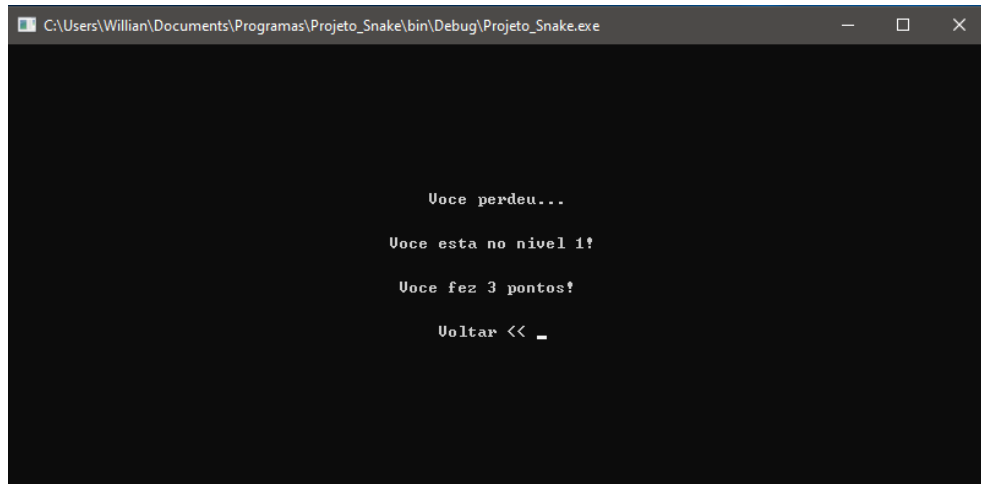 C:\Users\Willian\Documents\Programas\Projeto_Snake\bin\Debug\Projeto_Snake.exe
Voce perdeu...
Voce esta no nivel 1!
Voce fez 3 pontos!
Voltar << _